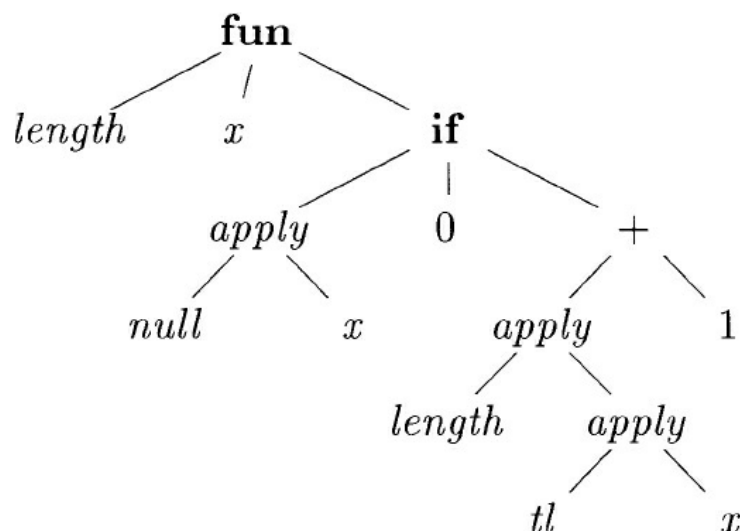 fun
length x if
apply 0 +
null x apply 1
length apply
tl x